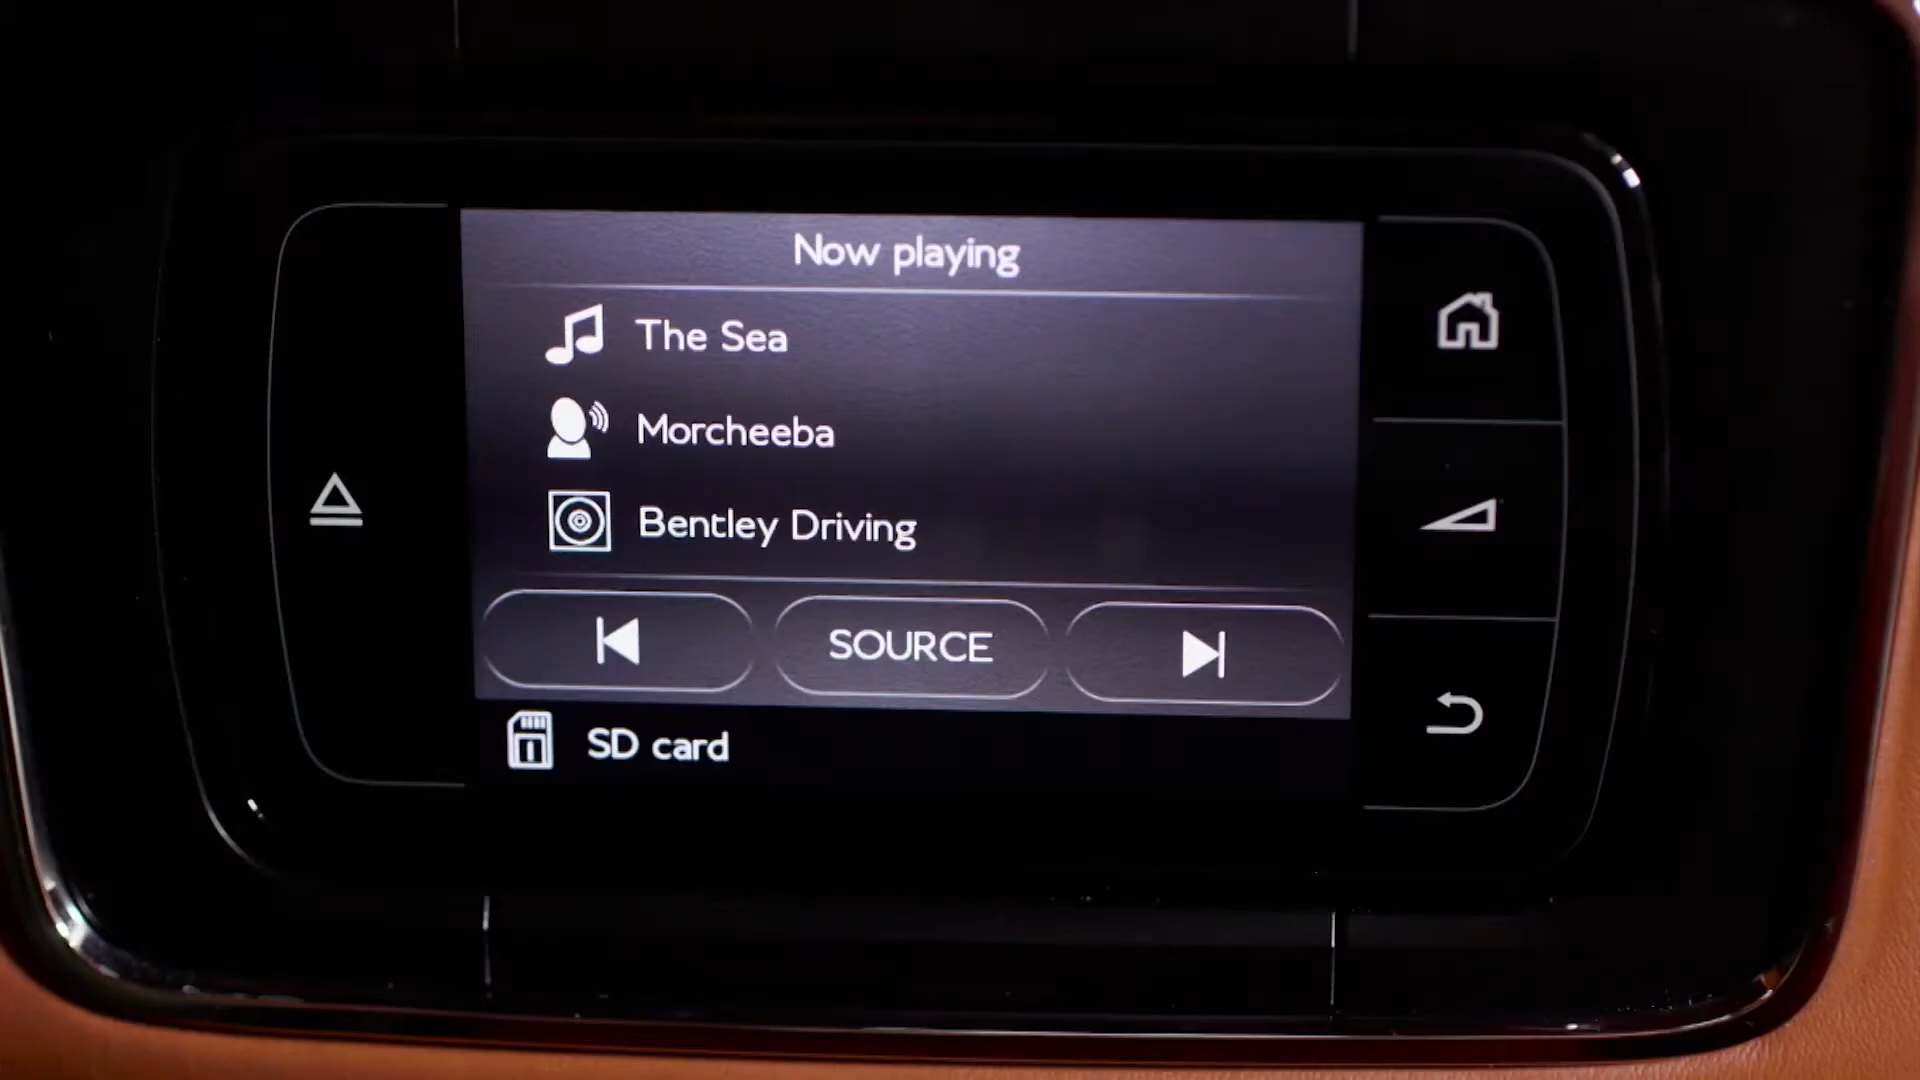 Now playing
The Sea
Morcheeba
Bentley Driving
SOURCE
SD card